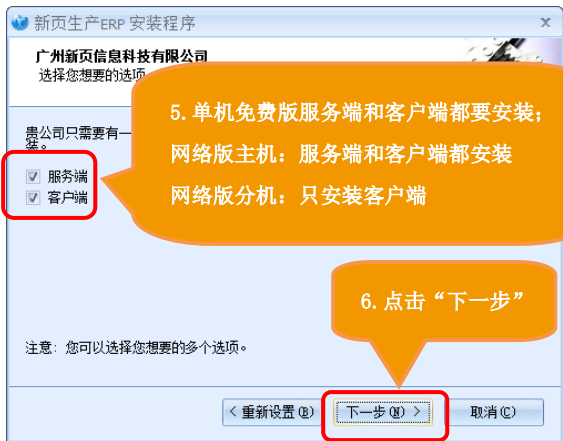 新页生产ERP 安装程序
广州新页信息科技有限公司
选择您想要的选项
贵公司只需要有一
装。
服务端
客户端
5.单机免费版服务端和客户端都要安装；
网络版主机：服务端和客户端都安装
网络版分机：只安装客户端
6.点击“下一步”
注意：您可以选择您想要的多个选项。
< 重新设置(B)
下一步(N) >
取消(C)